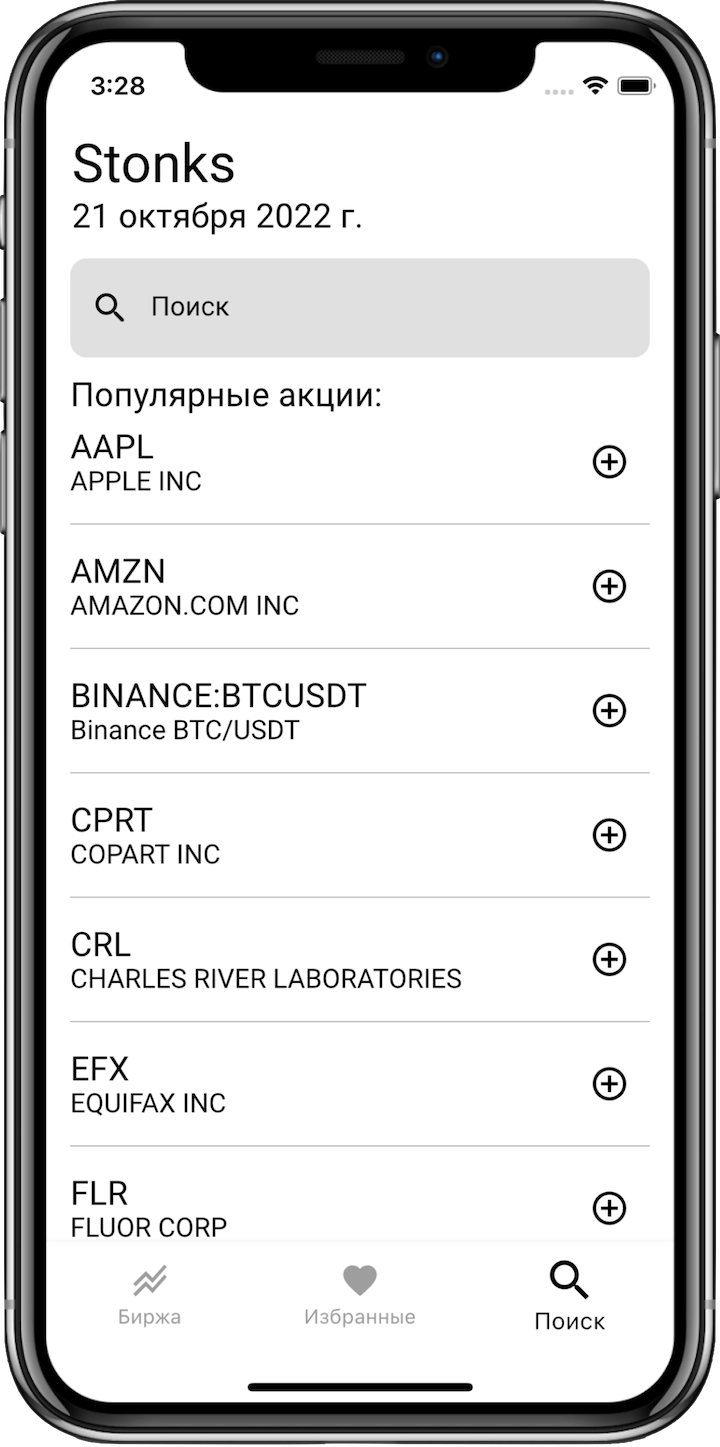 3:28
Stonks
21 октября 2022 г.
Поиск
Популярные акции:
AAPL
APPLE INC
AMZN
AMAZON.COM INC
BINANCE:BTCUSDT
Binance BTC/USDT
CPRT
COPART INC
CRL
CHARLES RIVER LABORATORIES
EFX
EQUIFAX INC
FLR
FLUOR CORP
Биржа
Избранные
Поиск